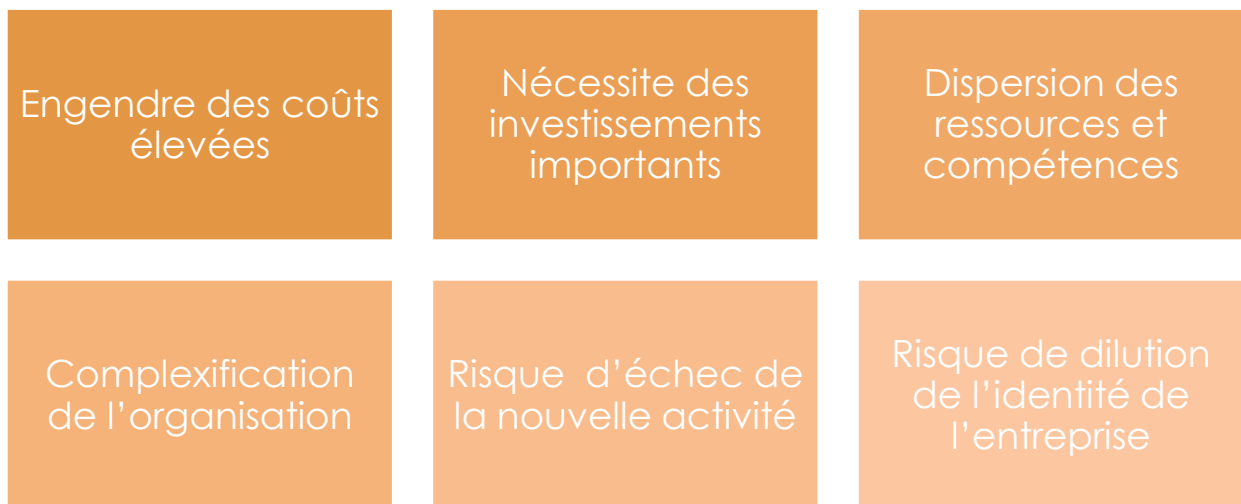 Engendre des coûts
élevées
Nécessite des
investissements
importants
Dispersion des
ressources et
compétences
Complexification
de l’organisation
Risque  d’échec de
la nouvelle activité
Risque de dilution
de l’identité de
l’entreprise